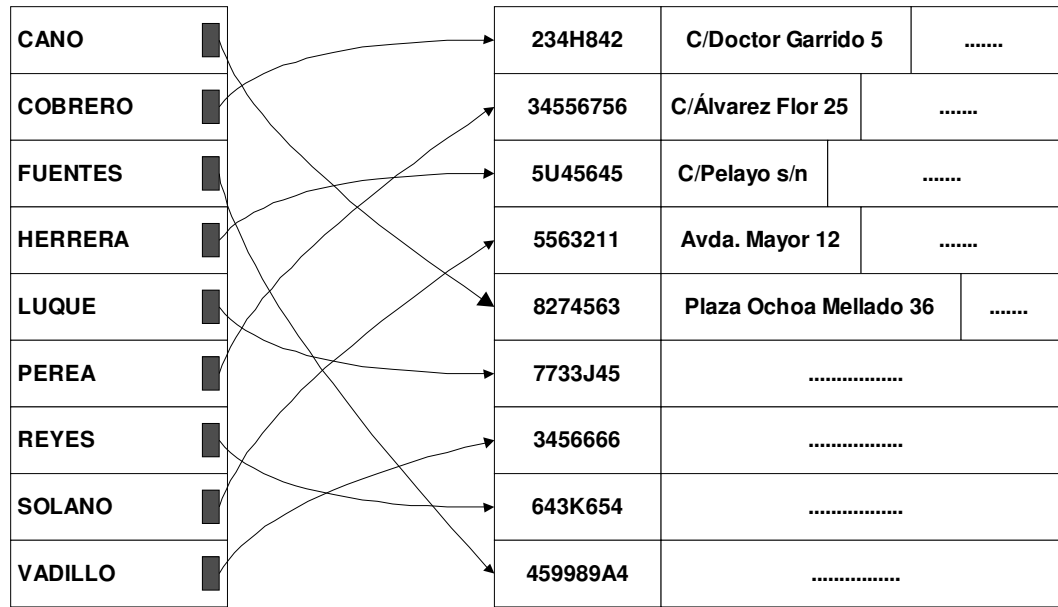 CANO 234H842 C/Doctor Garrido 5 .......
COBRERO 34556756 C/Álvarez Flor 25 .......
FUENTES 5U45645 C/Pelayo s/n .......
HERRERA 5563211 Avda. Mayor 12 .......
LUQUE 8274563 Plaza Ochoa Mellado 36 .......
PEREA 7733J45 .................
REYES 3456666 .................
SOLANO 643K654 .................
VADILLO 459989A4 ................